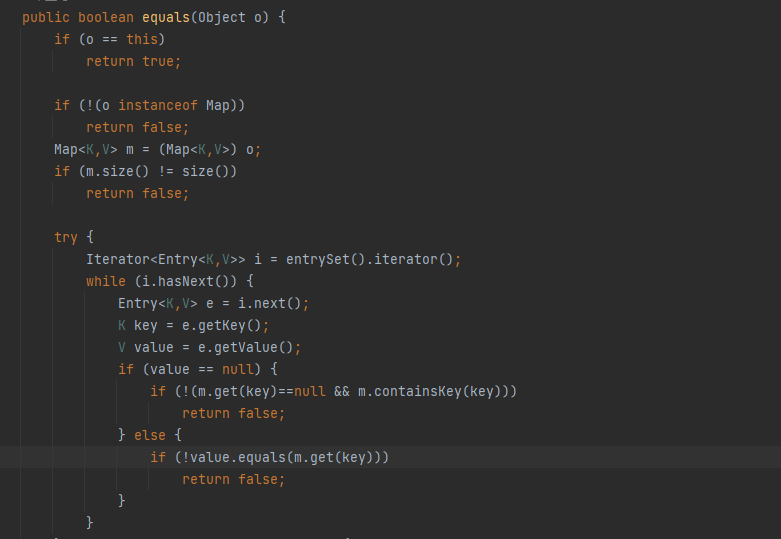 public boolean equals(Object o) {
    if (o == this)
        return true;

    if (!(o instanceof Map))
        return false;
    Map<K,V> m = (Map<K,V>) o;
    if (m.size() != size())
        return false;

    try {
        Iterator<Entry<K,V>> i = entrySet().iterator();
        while (i.hasNext()) {
            Entry<K,V> e = i.next();
            K key = e.getKey();
            V value = e.getValue();
            if (value == null) {
                if (!(m.get(key)==null && m.containsKey(key)))
                    return false;
            } else {
                if (!value.equals(m.get(key)))
                    return false;
            }
        }